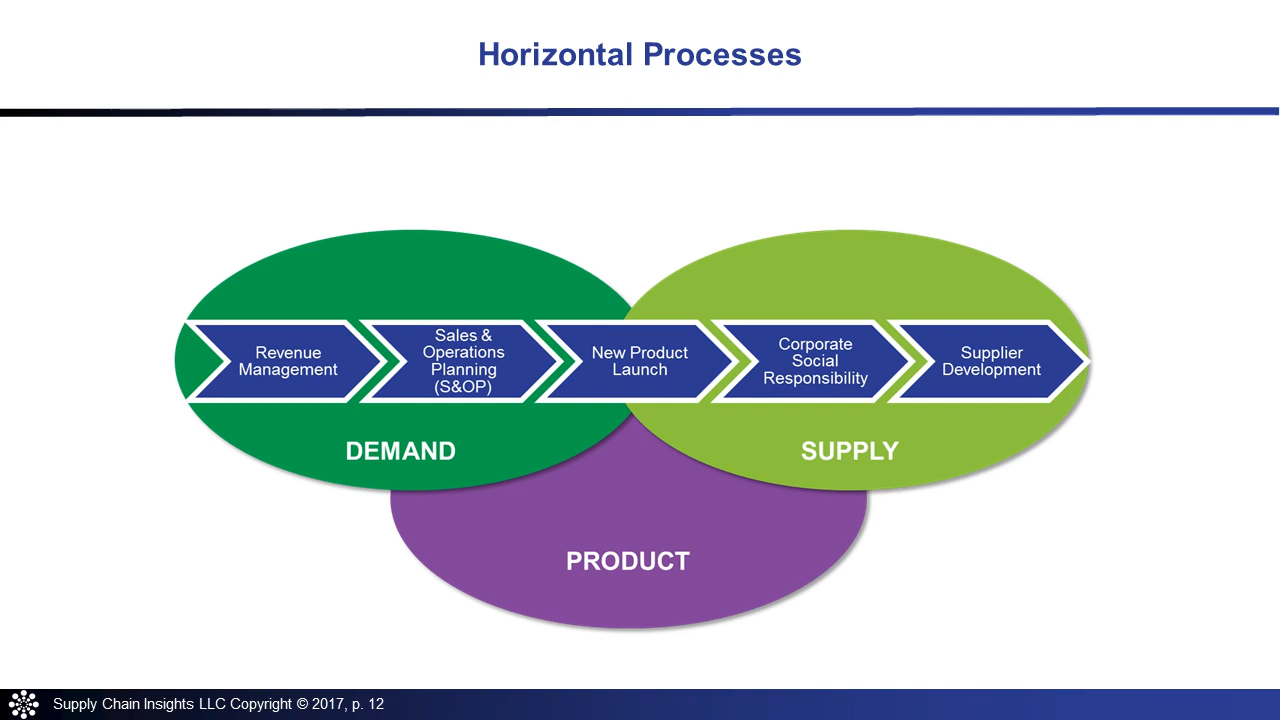 Horizontal Processes
Revenue
Management
Sales &
Operations
Planning
(S&OP)
New Product
Launch
Corporate
Social
Responsibility
Supplier
Development
DEMAND
SUPPLY
PRODUCT
Supply Chain Insights LLC Copyright © 2017, p. 12